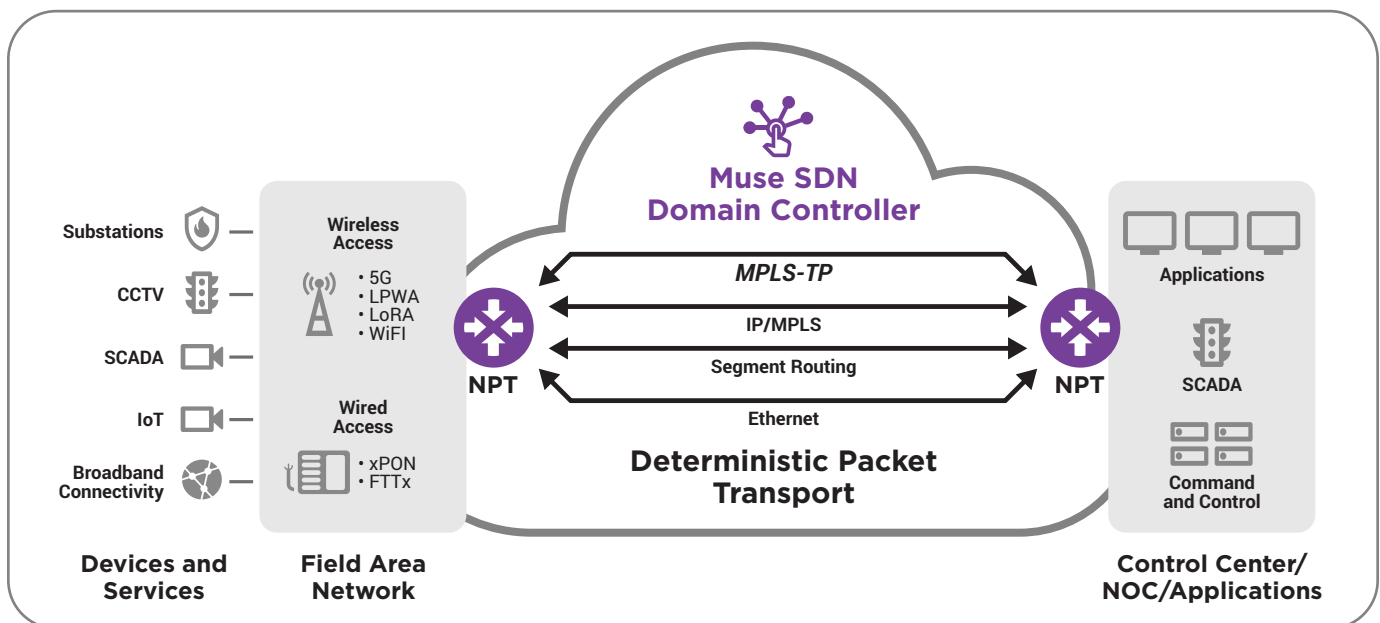 Muse SDN
Domain Controller
Substations
CCTV
SCADA
IoT
Broadband
Connectivity
Devices and
Services
Wireless
Access
• 5G
• LPWA
• LoRA
• WiFI
Wired
Access
• xPON
• FTTx
Field Area
Network
NPT
MPLS-TP
IP/MPLS
Segment Routing
Ethernet
Deterministic Packet
Transport
NPT
Applications
SCADA
Command
and Control
Control Center/
NOC/Applications